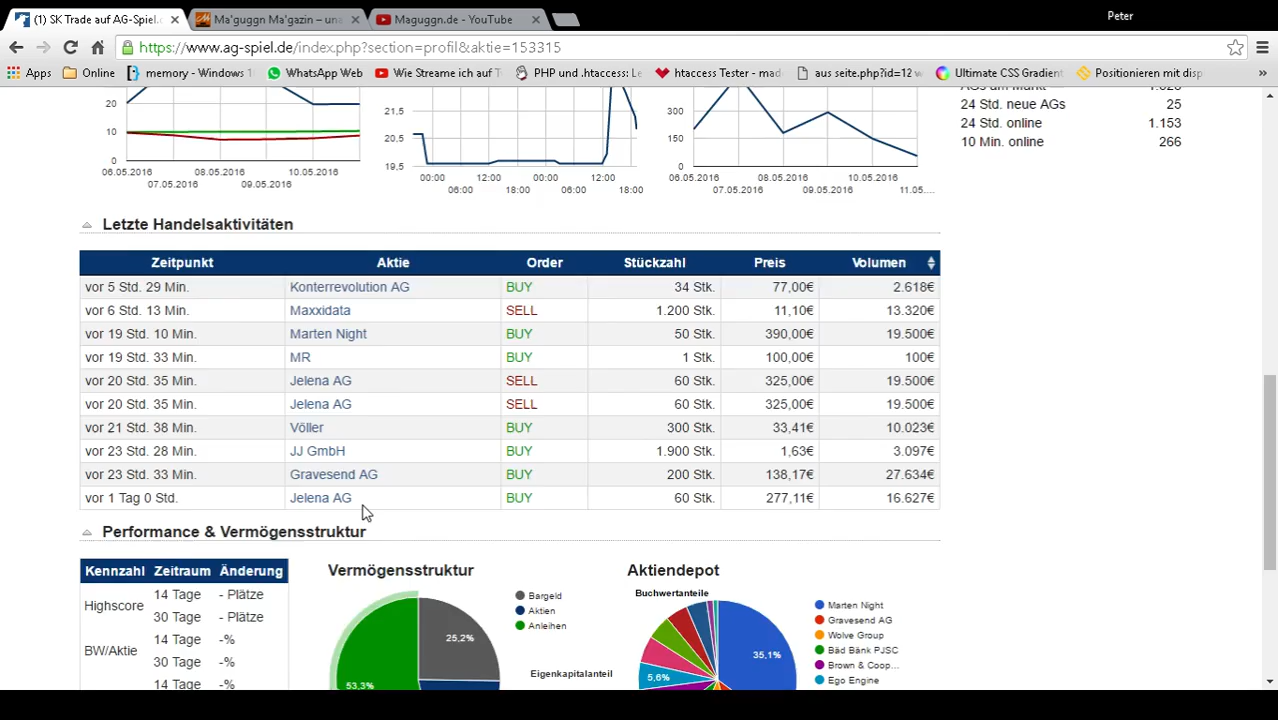 Peter
(1) SK Trade auf AG-Spiel.
Ma'guggn Ma'gazin – uns
Maguggn.de - YouTube
https://www.ag-spiel.de/index.php?section=profil&aktie=153315
Apps Online memory - Windows 1 WhatsApp Web Wie Streame ich auf T PHP und .htaccess: Le htaccess Tester - mad aus seite.php?id=12 w Ultimate CSS Gradient Positionieren mit disp »
AGs am Markt
24 Std. neue AGs 25
24 Std. online 1.153
10 Min. online 266
20
10
0
06.05.2016 08.05.2016 10.05.2016
07.05.2016 09.05.2016
21,5
20,5
19,5
00:00 12:00 00:00 12:00
06:00 18:00 06:00 18:00
300
150
0
06.05.2016 08.05.2016 10.05.2016
07.05.2016 09.05.2016 11.05....
Letzte Handelsaktivitäten
Zeitpunkt Aktie Order Stückzahl Preis Volumen
vor 5 Std. 29 Min. Konterrevolution AG BUY 34 Stk. 77,00€ 2.618€
vor 6 Std. 13 Min. Maxxidata SELL 1.200 Stk. 11,10€ 13.320€
vor 19 Std. 10 Min. Marten Night BUY 50 Stk. 390,00€ 19.500€
vor 19 Std. 33 Min. MR BUY 1 Stk. 100,00€ 100€
vor 20 Std. 35 Min. Jelena AG SELL 60 Stk. 325,00€ 19.500€
vor 20 Std. 35 Min. Jelena AG SELL 60 Stk. 325,00€ 19.500€
vor 21 Std. 38 Min. Völler BUY 300 Stk. 33,41€ 10.023€
vor 23 Std. 28 Min. JJ GmbH BUY 1.900 Stk. 1,63€ 3.097€
vor 23 Std. 33 Min. Gravesend AG BUY 200 Stk. 138,17€ 27.634€
vor 1 Tag 0 Std. Jelena AG BUY 60 Stk. 277,11€ 16.627€
Performance & Vermögensstruktur
Kennzahl Zeitraum Änderung
Highscore 14 Tage - Plätze
30 Tage - Plätze
BW/Aktie 14 Tage -%
30 Tage -%
14 Tage -%
Vermögensstruktur
Bargeld
Aktien
Anleihen
25,2%
53,3%
Aktiendepot
Buchwertanteile
Eigenkapitalanteil
35,1%
5,6%
Marten Night
Gravesend AG
Wolve Group
Bäd Bänk PJSC
Brown & Coop...
Ego Engine